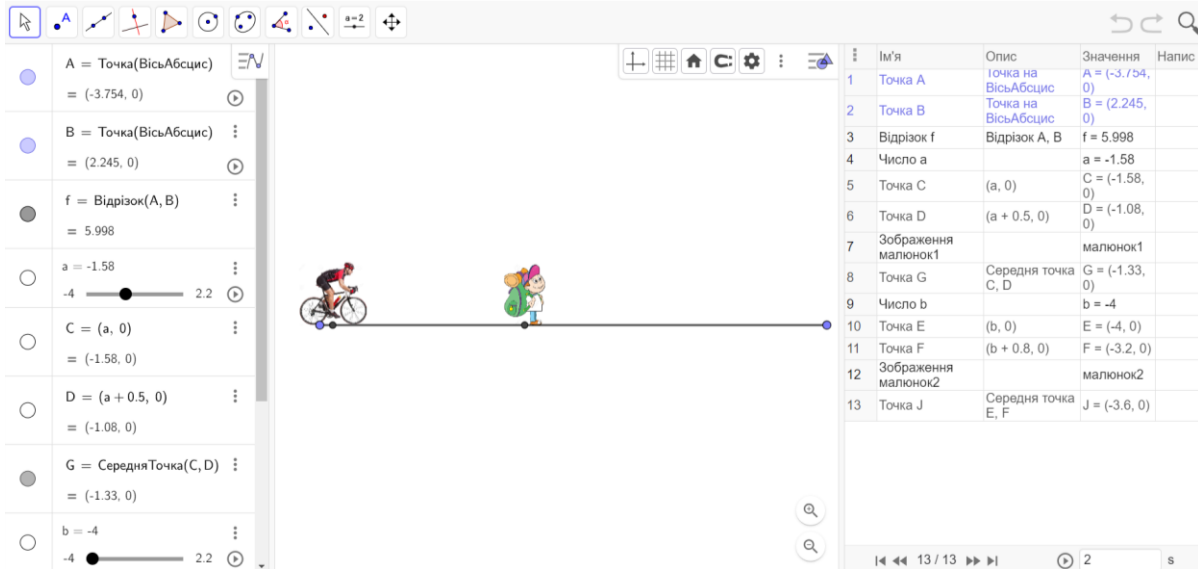 A
a=2
A = Точка(ВісьАбсцис)
= (-3.754, 0)
B = Точка(ВісьАбсцис)
= (2.245, 0)
f = Відрізок(A, B)
= 5.998
a = -1.58
-4 2.2
C = (a, 0)
= (-1.58, 0)
D = (a + 0.5, 0)
= (-1.08, 0)
G = СередняТочка(C, D)
= (-1.33, 0)
b = -4
-4 2.2
Ім'я Опис Значення Напис
1 Точка A Точка на ВісьАбсцис A = (-3.754, 0)
2 Точка B Точка на ВісьАбсцис B = (2.245, 0)
3 Відрізок f Відрізок A, B f = 5.998
4 Число a a = -1.58
5 Точка C (a, 0) C = (-1.58, 0)
6 Точка D (a + 0.5, 0) D = (-1.08, 0)
7 Зображення малюнок1 малюнок1
8 Точка G Середня точка C, D G = (-1.33, 0)
9 Число b b = -4
10 Точка E (b, 0) E = (-4, 0)
11 Точка F (b + 0.8, 0) F = (-3.2, 0)
12 Зображення малюнок2 малюнок2
13 Точка J Середня точка E, F J = (-3.6, 0)
13 / 13 2 s